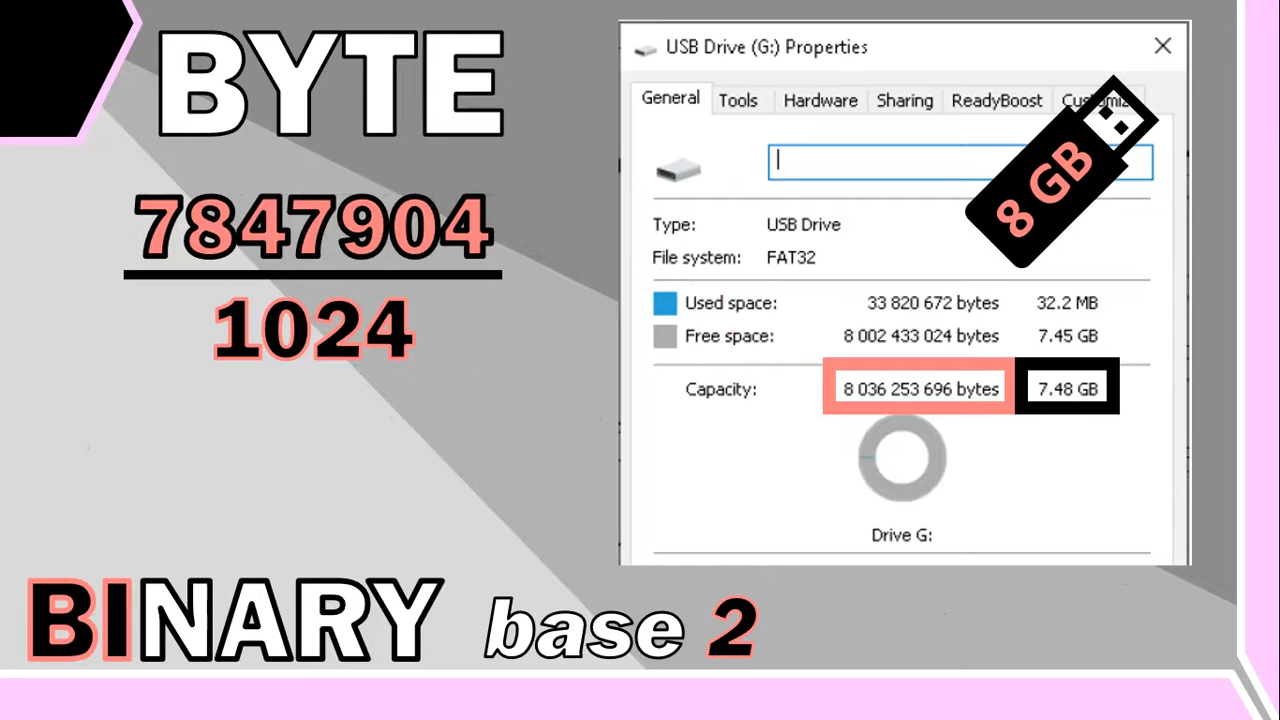 BYTE
7847904
1024
BINARY base 2
USB Drive (G:) Properties
General Tools Hardware Sharing ReadyBoost Customize
8 GB
Type: USB Drive
File system: FAT32
Used space: 33 820 672 bytes 32.2 MB
Free space: 8 002 433 024 bytes 7.45 GB
Capacity: 8 036 253 696 bytes 7.48 GB
Drive G: